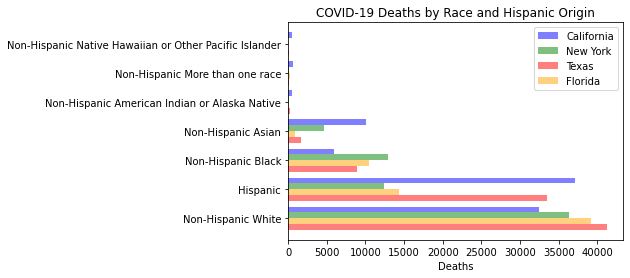 COVID-19 Deaths by Race and Hispanic Origin
Non-Hispanic Native Hawaiian or Other Pacific Islander
Non-Hispanic More than one race
Non-Hispanic American Indian or Alaska Native
Non-Hispanic Asian
Non-Hispanic Black
Hispanic
Non-Hispanic White
California
New York
Texas
Florida
0 5000 10000 15000 20000 25000 30000 35000 40000
Deaths